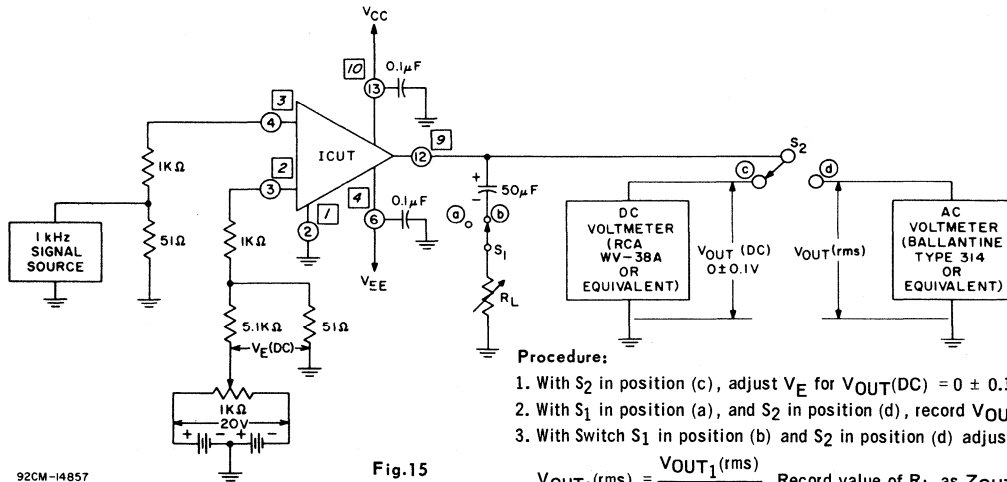 VCC
10
0.1µF
13
3
4
ICUT
9
12
S2
1KΩ
2
3
4
0.1µF
+
50µF
-
c
d
1
2
6
a
b
1 kHz
SIGNAL
SOURCE
51Ω
1KΩ
VEE
S1
RL
DC
VOLTMETER
(RCA
WV-38A
OR
EQUIVALENT)
VOUT (DC)
0±0.1V
VOUT(rms)
AC
VOLTMETER
(BALLANTINE
TYPE 314
OR
EQUIVALENT)
5.1KΩ
51Ω
VE(DC)
1KΩ
20V
+ - + -
92CM-14857
Fig.15
Procedure:
1. With S2 in position (c), adjust VE for VOUT(DC) = 0 ± 0.
2. With S1 in position (a), and S2 in position (d), record VOU
3. With Switch S1 in position (b) and S2 in position (d) adjus
VOUT1(rms)
(rms) =
Record value of RL as